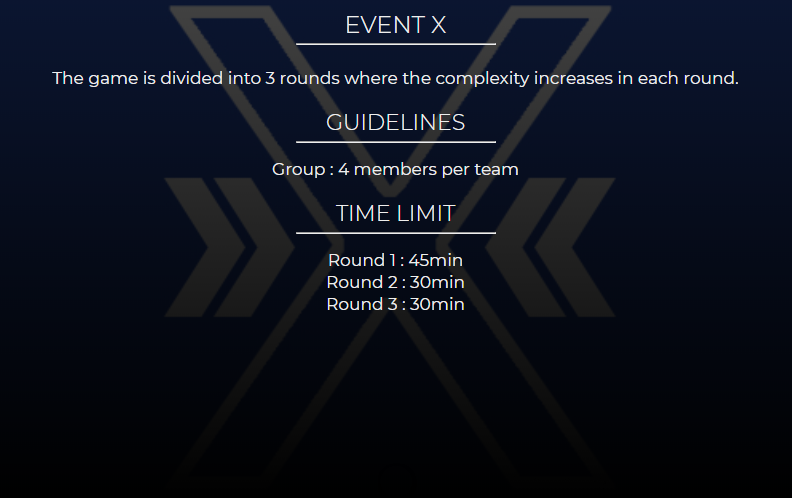 EVENT X
The game is divided into 3 rounds where the complexity increases in each round.
GUIDELINES
Group : 4 members per team
TIME LIMIT
Round 1 : 45min
Round 2 : 30min
Round 3 : 30min